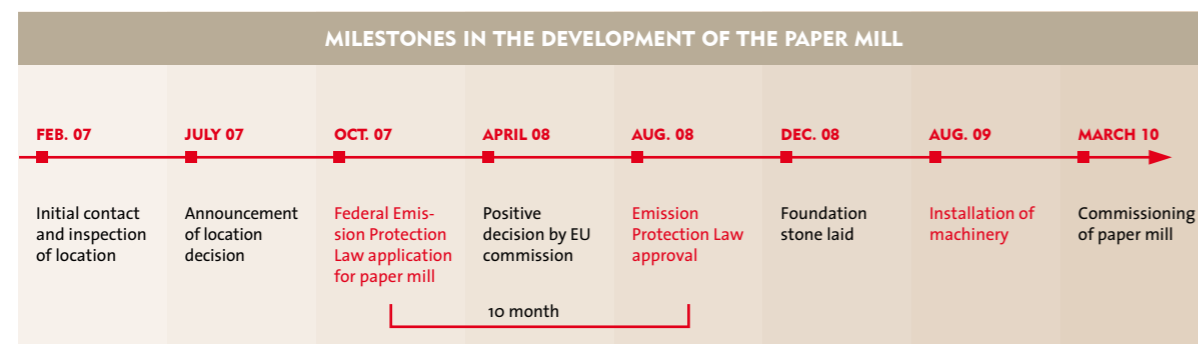 MILESTONES IN THE DEVELOPMENT OF THE PAPER MILL
FEB. 07
Initial contact
and inspection
of location
JULY 07
Announcement
of location
decision
OCT. 07
Federal Emis-
sion Protection
Law application
for paper mill
APRIL 08
Positive
decision by EU
commission
AUG. 08
Emission
Protection Law
approval
DEC. 08
Foundation
stone laid
AUG. 09
Installation of
machinery
MARCH 10
Commissioning
of paper mill
10 month